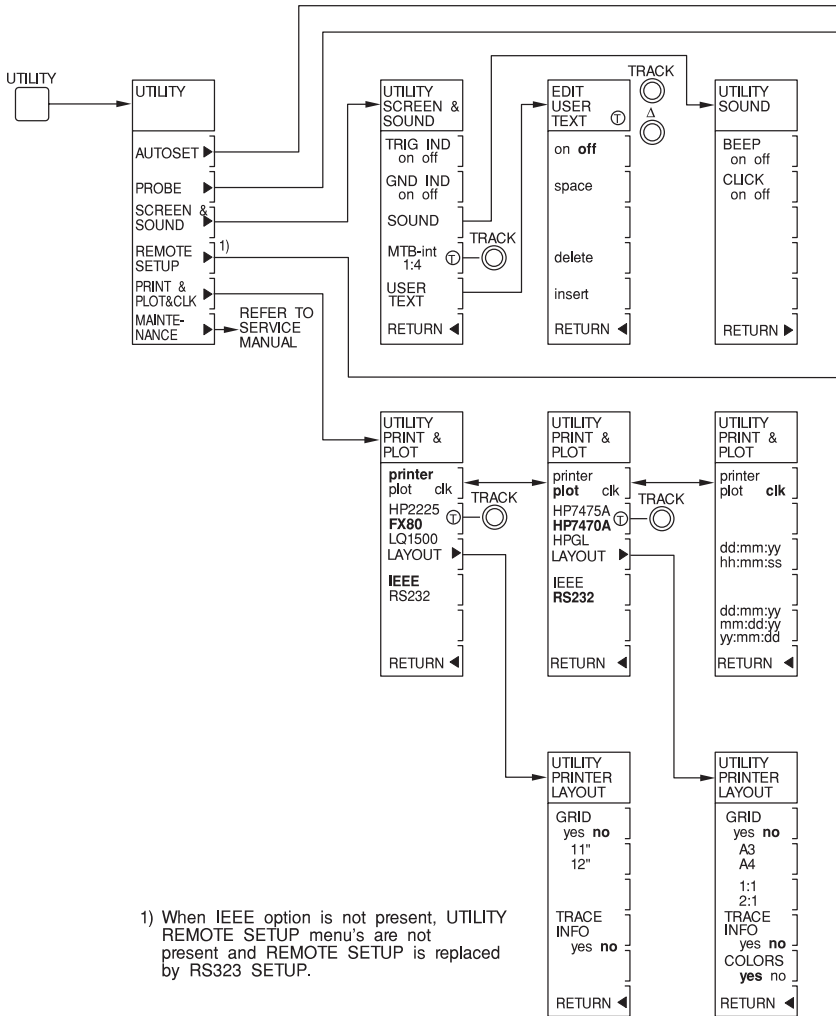 UTILITY
UTILITY
AUTOSET
PROBE
SCREEN &
SOUND
REMOTE
SETUP
1)
PRINT &
PLOT&CLK
MAINTE-
NANCE
REFER TO
SERVICE
MANUAL
UTILITY
SCREEN &
SOUND
TRIG IND
on off
GND IND
on off
SOUND
MTB-int
1:4
T
TRACK
USER
TEXT
RETURN
EDIT
USER
TEXT
T
TRACK
Δ
on off
space
delete
insert
RETURN
UTILITY
SOUND
BEEP
on off
CLICK
on off
RETURN
UTILITY
PRINT &
PLOT
printer
plot clk
HP2225
FX80
LQ1500
T
TRACK
LAYOUT
IEEE
RS232
RETURN
UTILITY
PRINT &
PLOT
printer
plot clk
HP7475A
HP7470A
HPGL
T
TRACK
LAYOUT
IEEE
RS232
RETURN
UTILITY
PRINT &
PLOT
printer
plot clk
dd:mm:yy
hh:mm:ss
dd:mm:yy
mm:dd:yy
yy:mm:dd
RETURN
UTILITY
PRINTER
LAYOUT
GRID
yes no
11"
12"
TRACE
INFO
yes no
RETURN
UTILITY
PRINTER
LAYOUT
GRID
yes no
A3
A4
1:1
2:1
TRACE
INFO
yes no
COLORS
yes no
RETURN
1) When IEEE option is not present, UTILITY
REMOTE SETUP menu's are not
present and REMOTE SETUP is replaced
by RS323 SETUP.